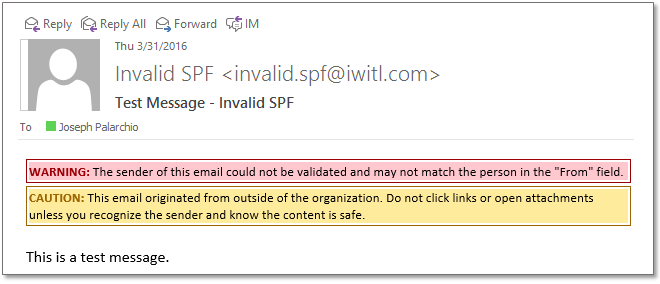 Reply Reply All Forward IM
Thu 3/31/2016
Invalid SPF <invalid.spf@iwitl.com>
Test Message - Invalid SPF
To Joseph Palarchio
WARNING: The sender of this email could not be validated and may not match the person in the "From" field.
CAUTION: This email originated from outside of the organization. Do not click links or open attachments
unless you recognize the sender and know the content is safe.
This is a test message.